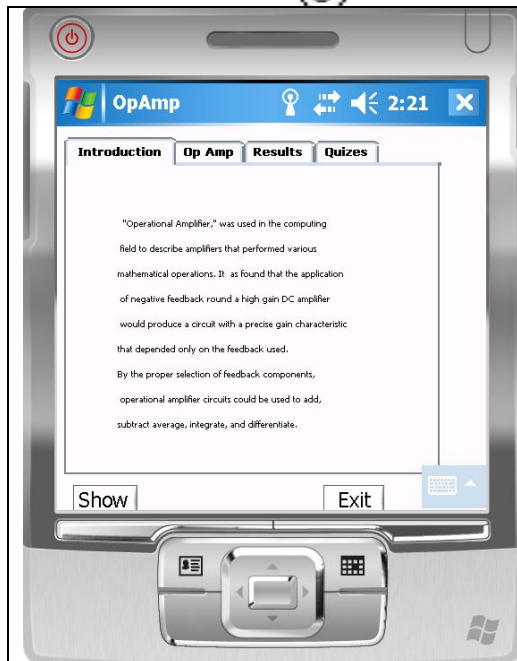 OpAmp 2:21
Introduction Op Amp Results Quizes
"Operational Amplifier," was used in the computing
field to describe amplifiers that performed various
mathematical operations. It as found that the application
of negative feedback round a high gain DC amplifier
would produce a circuit with a precise gain characteristic
that depended only on the feedback used.
By the proper selection of feedback components,
operational amplifier circuits could be used to add,
subtract average, integrate, and differentiate.
Show Exit